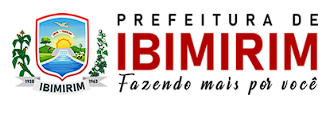 PREFEITURA DE
IBIMIRIM
Fazendo mais por você
1938
1963
IBIMIRIM